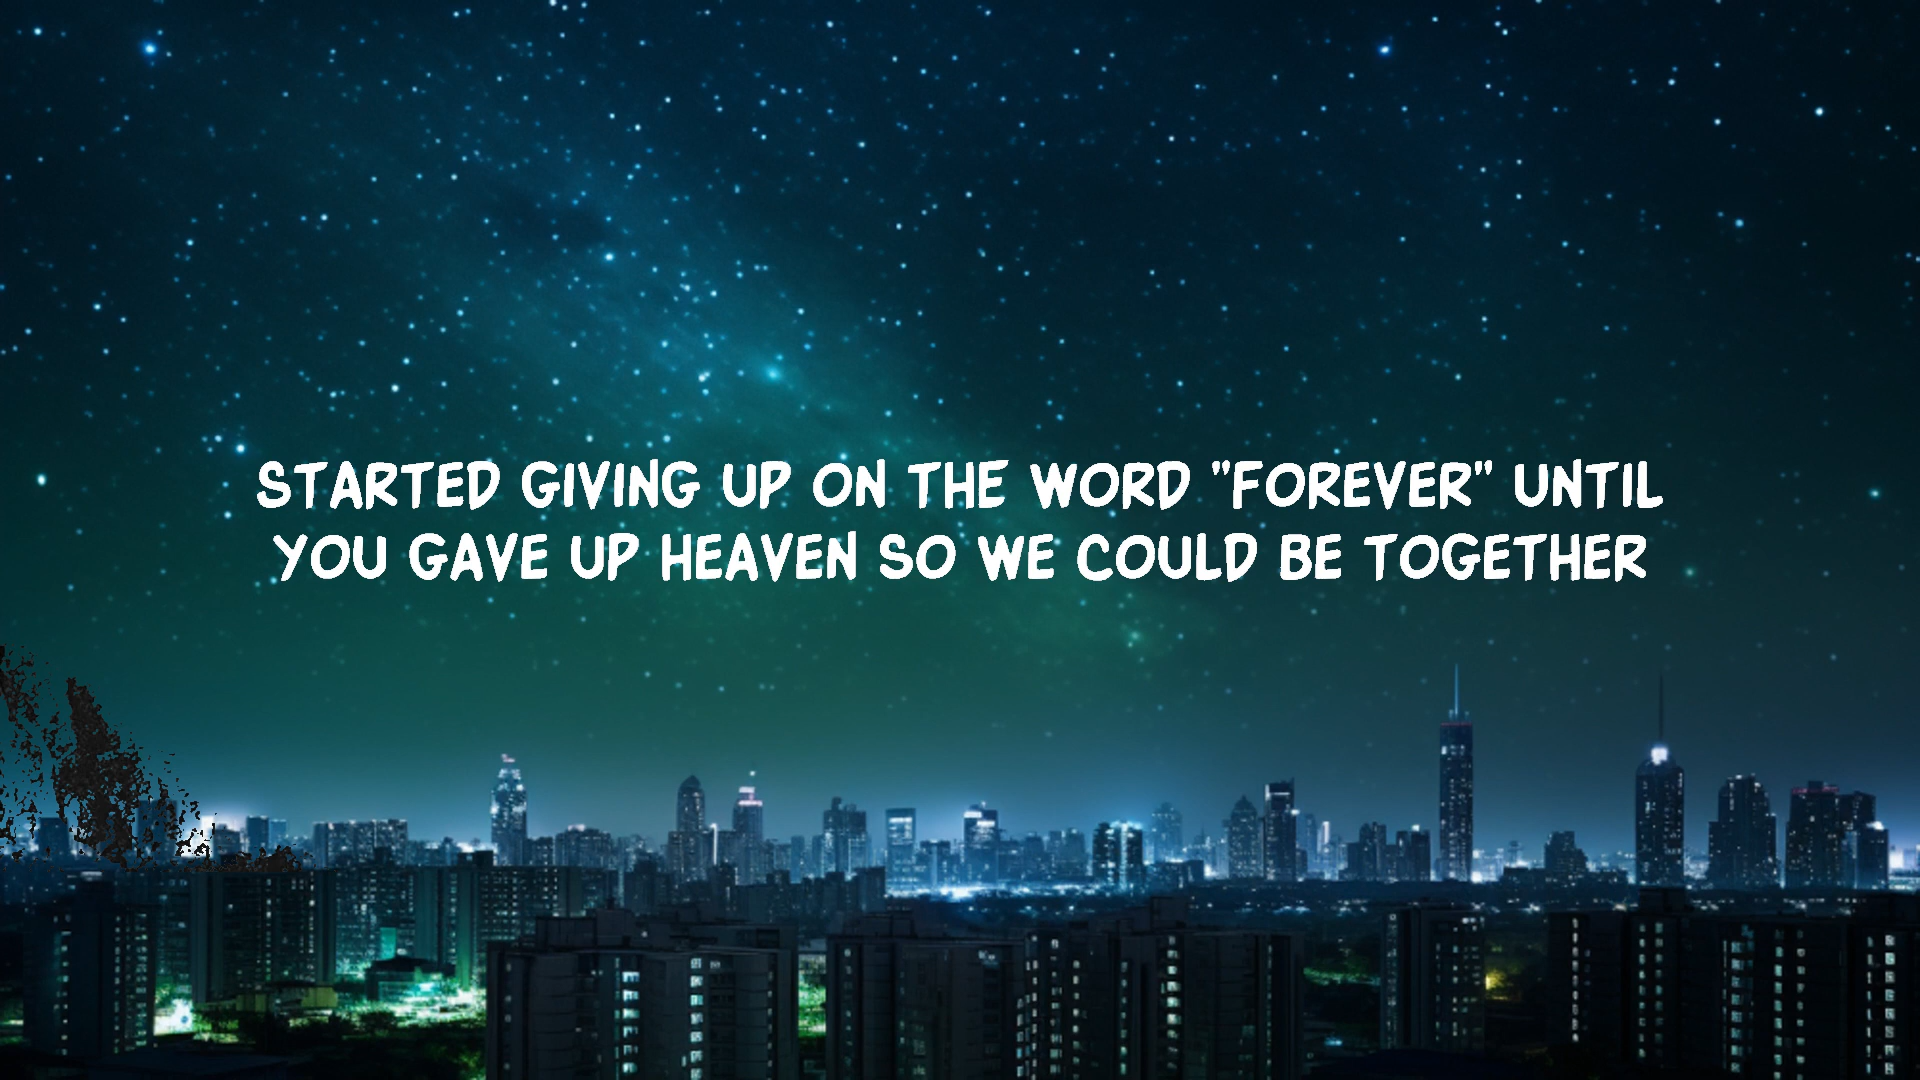 STARTED GIVING UP ON THE WORD "FOREVER" UNTIL
YOU GAVE UP HEAVEN SO WE COULD BE TOGETHER